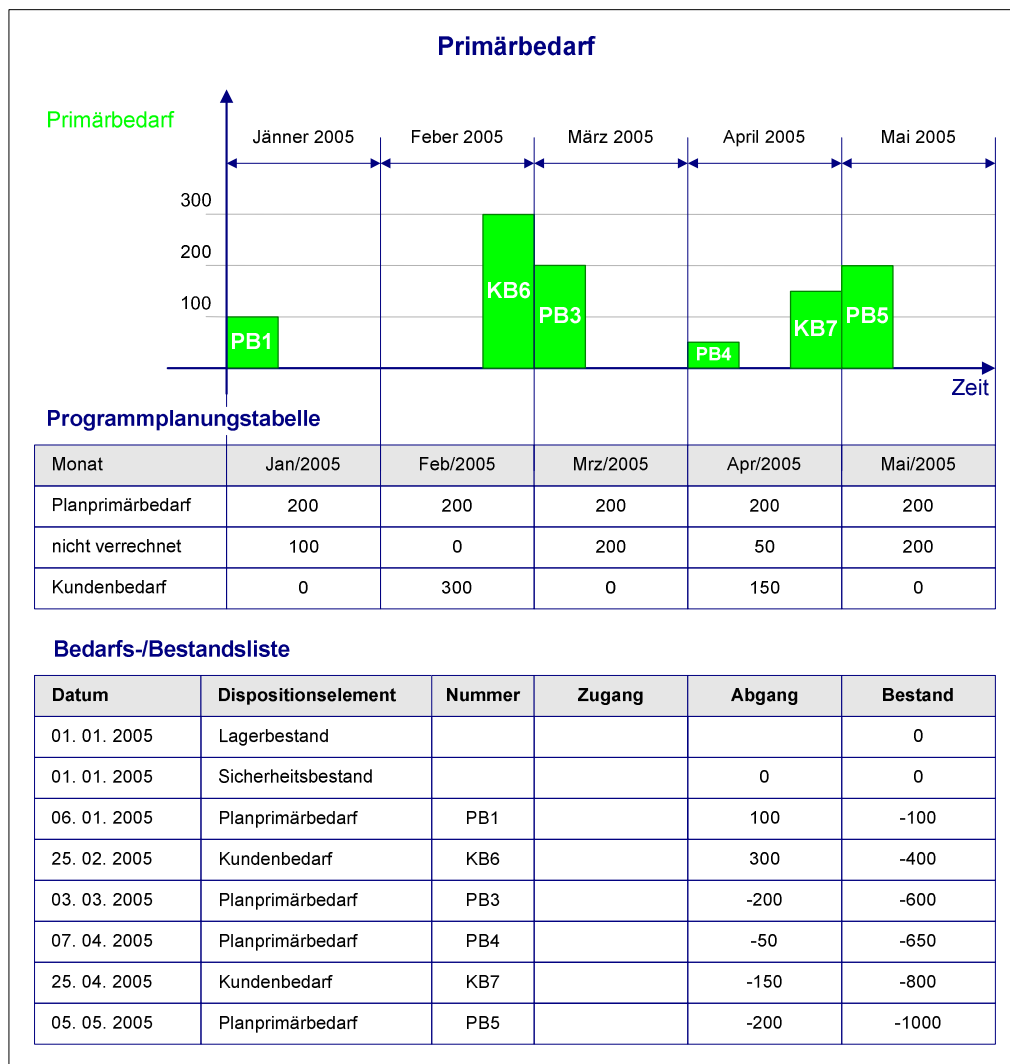 Primärbedarf
Primärbedarf
Jänner 2005 Feber 2005 März 2005 April 2005 Mai 2005
300
200
100
PB1 KB6 PB3 PB4 KB7 PB5
Zeit
Programmplanungstabelle
Monat Jan/2005 Feb/2005 Mrz/2005 Apr/2005 Mai/2005
Planprimärbedarf 200 200 200 200 200
nicht verrechnet 100 0 200 50 200
Kundenbedarf 0 300 0 150 0
Bedarfs-/Bestandsliste
Datum Dispositionselement Nummer Zugang Abgang Bestand
01. 01. 2005 Lagerbestand 0
01. 01. 2005 Sicherheitsbestand 0 0
06. 01. 2005 Planprimärbedarf PB1 100 -100
25. 02. 2005 Kundenbedarf KB6 300 -400
03. 03. 2005 Planprimärbedarf PB3 -200 -600
07. 04. 2005 Planprimärbedarf PB4 -50 -650
25. 04. 2005 Kundenbedarf KB7 -150 -800
05. 05. 2005 Planprimärbedarf PB5 -200 -1000